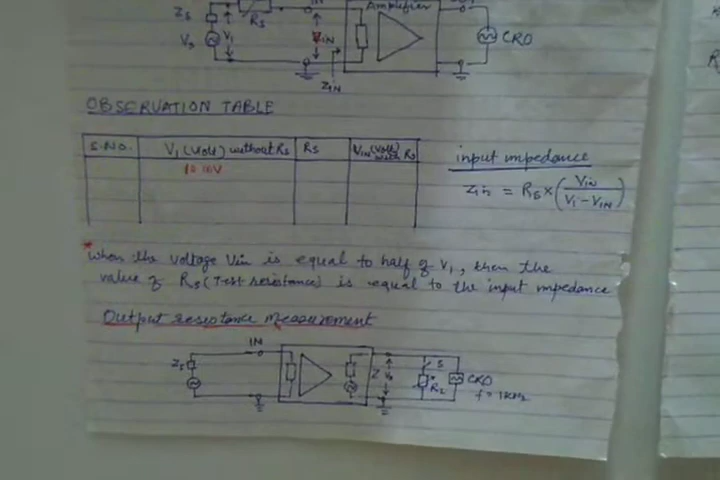 Amplifier
Zs Rs IN
Vs V1 ZIN CRO
ZIN
OBSERVATION TABLE
S.NO. V1 (Volt) without Rs Rs VIN (Volt) with Rs
input impedance
Zin = Rs × (Vin / V1 - VIN)
*when the voltage Vin is equal to half of V1, then the
value of Rs (Test resistance) is equal to the input impedance
Output resistance measurement
IN
Zs Z Vo S RL CRO
f = 1KHz